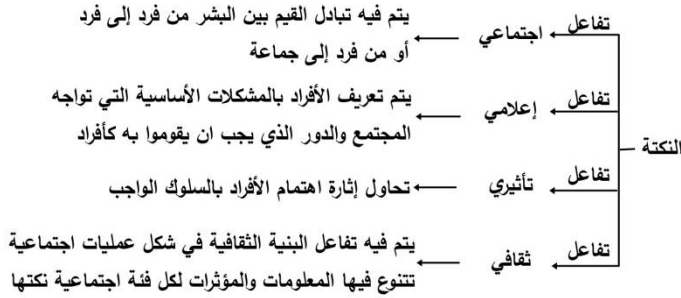 النكتة
تفاعل اجتماعي
يتم فيه تبادل القيم بين البشر من فرد إلى فرد
أو من فرد إلى جماعة
تفاعل إعلامي
يتم تعريف الأفراد بالمشكلات الأساسية التي تواجه
المجتمع والدور الذي يجب ان يقوموا به كأفراد
تفاعل تأثيري
تحاول إثارة اهتمام الأفراد بالسلوك الواجب
تفاعل ثقافي
يتم فيه تفاعل البنية الثقافية في شكل عمليات اجتماعية
تتنوع فيها المعلومات والمؤثرات لكل فئة اجتماعية نكتها